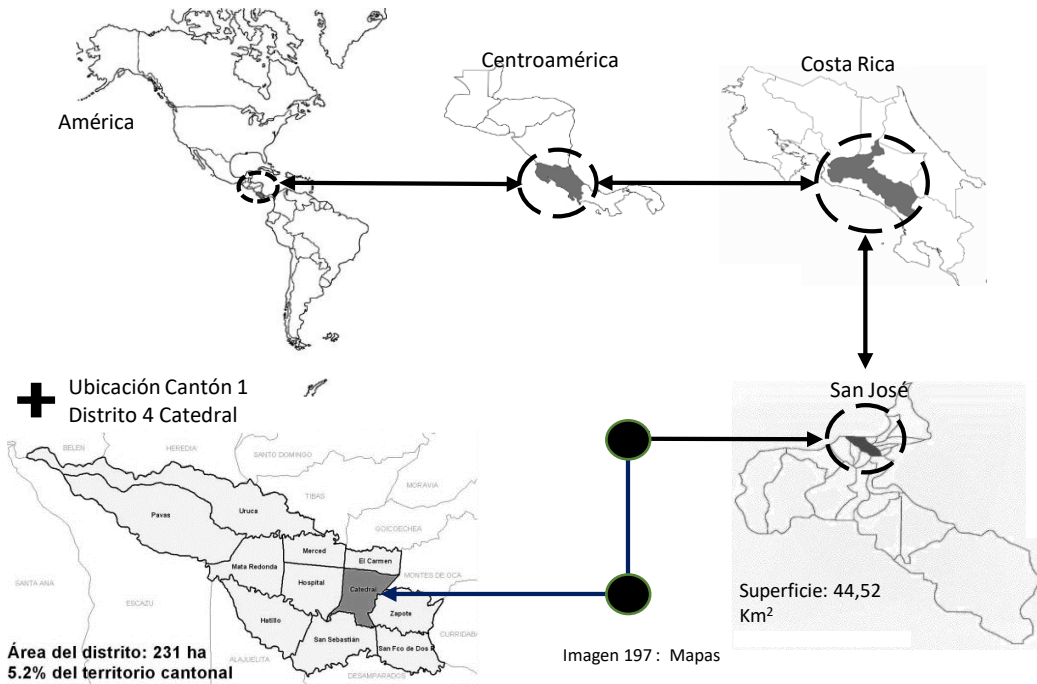 Centroamérica
Costa Rica
América
Ubicación Cantón 1
Distrito 4 Catedral
San José
BELEN
HEREDIA
SANTO DOMINGO
TIBAS
MORAVIA
GOICOECHEA
Pavas
Uruca
Merced
El Carmen
Mata Redonda
Hospital
Catedral
MONTES DE OCA
SANTA ANA
ESCAZU
Hatillo
Zapote
San Sebastián
San Fco de Dos R
CURRIDABA
ALAJUELITA
DESAMPARADOS
Área del distrito: 231 ha
5.2% del territorio cantonal
Superficie: 44,52
Km²
Imagen 197 : Mapas